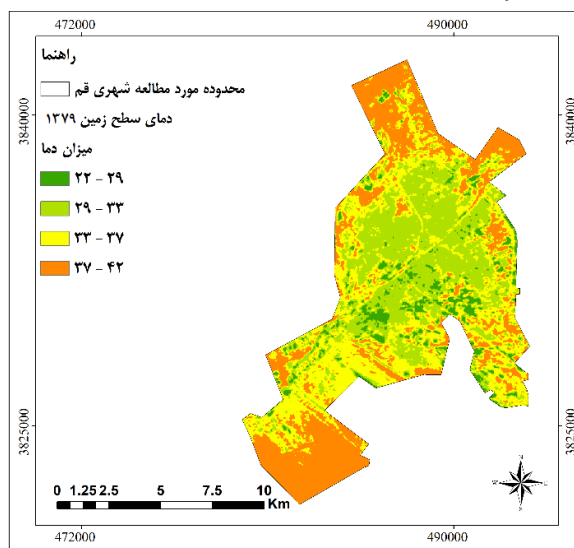 472000 490000
راهنما
محدوده مورد مطالعه شهری قم
دمای سطح زمین ۱۳۷۹
میزان دما
۲۲ - ۲۹
۲۹ - ۳۳
۳۳ - ۳۷
۳۷ - ۴۲
3840000 3840000
3825000 3825000
0 1.25 2.5 5 7.5 10
Km
N
472000 490000